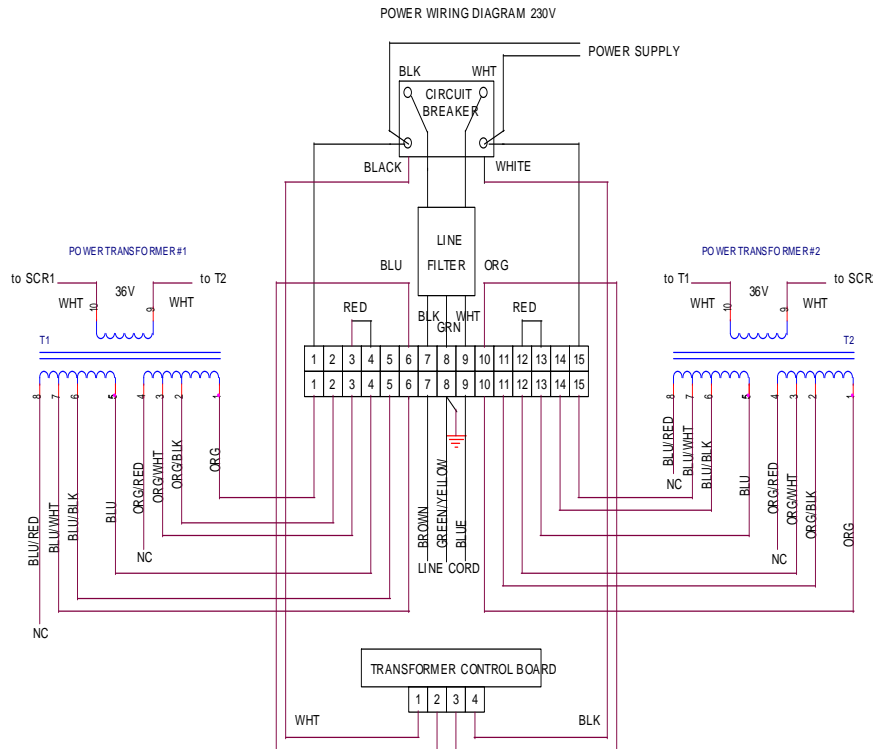 POWER WIRING DIAGRAM 230V
POWER SUPPLY
BLK WHT
CIRCUIT
BREAKER
BLACK WHITE
LINE
FILTER
BLU ORG
POWER TRANSFORMER #1
to SCR1 to T2
36V
WHT WHT
10 9
T1
8 7 6 5 4 3 2 1
BLU/RED
BLU/WHT
BLU/BLK
BLU
ORG/RED
ORG/WHT
ORG/BLK
ORG
NC
NC
POWER TRANSFORMER #2
to T1 to SCR2
36V
WHT WHT
10 9
T2
8 7 6 5 4 3 2 1
BLU/RED
BLU/WHT
BLU/BLK
BLU
ORG/RED
ORG/WHT
ORG/BLK
ORG
NC
NC
RED BLK GRN WHT RED
1 2 3 4 5 6 7 8 9 10 11 12 13 14 15
1 2 3 4 5 6 7 8 9 10 11 12 13 14 15
BROWN
GREEN/YELLOW
BLUE
LINE CORD
TRANSFORMER CONTROL BOARD
1 2 3 4
WHT BLK